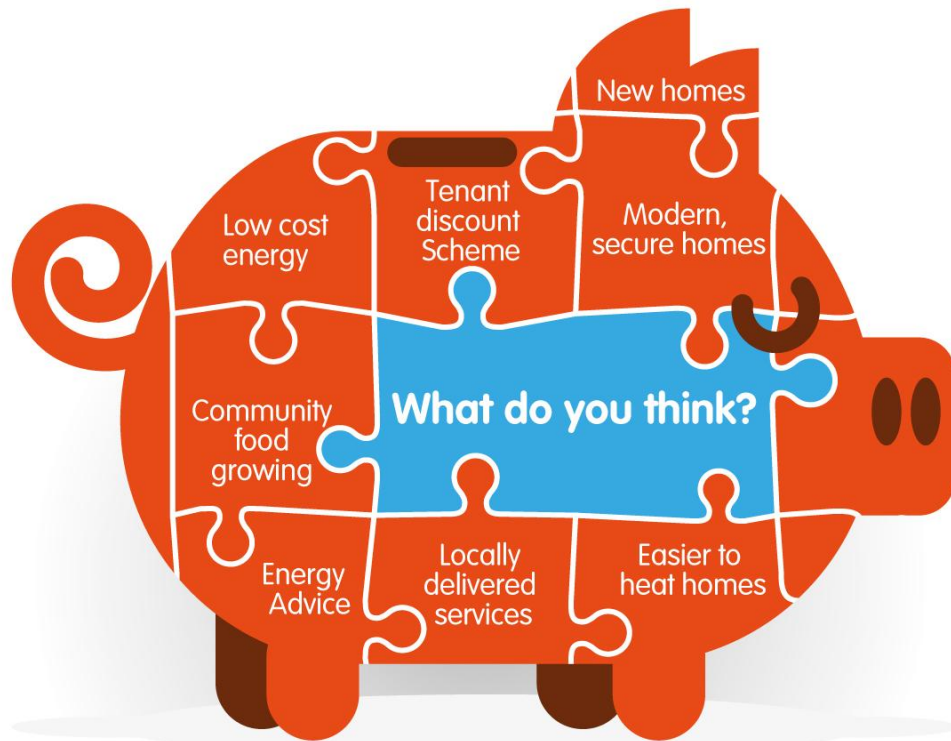 New homes
Low cost
energy
Tenant
discount
Scheme
Modern,
secure homes
Community
food
growing
What do you think?
Energy
Advice
Locally
delivered
services
Easier to
heat homes